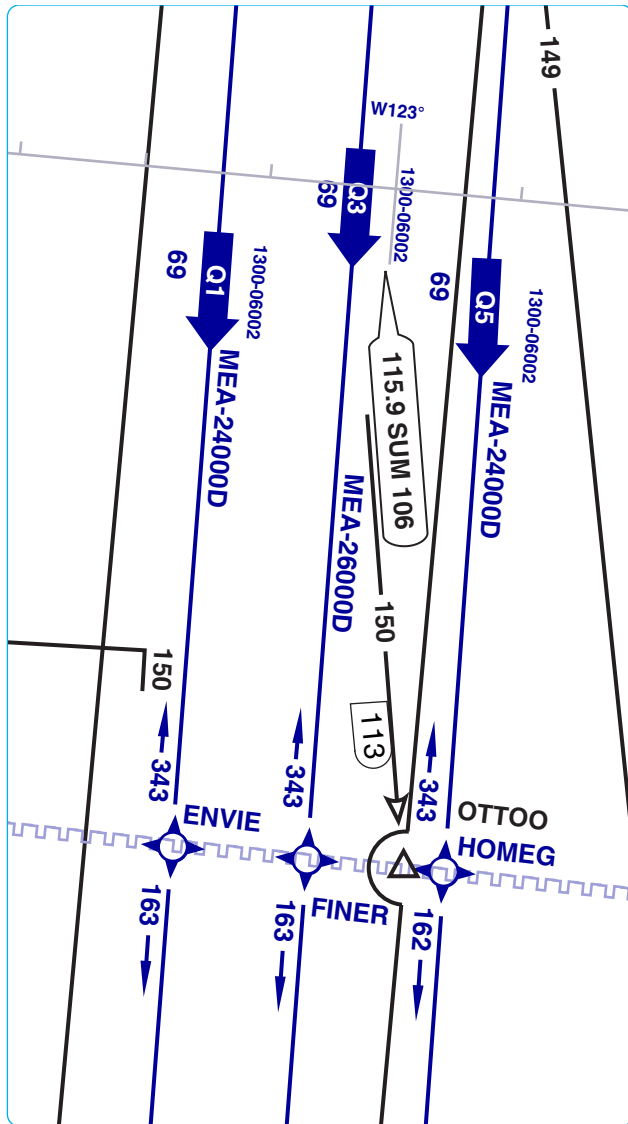 149
W123°
Q3
69
1300-06002
Q1
69
1300-06002
69
Q5
1300-06002
MEA-24000D
115.9 SUM 106
MEA-24000D
MEA-26000D
150
150
113
343
343
343
OTTOO
ENVIE
HOMEG
FINER
163
163
162